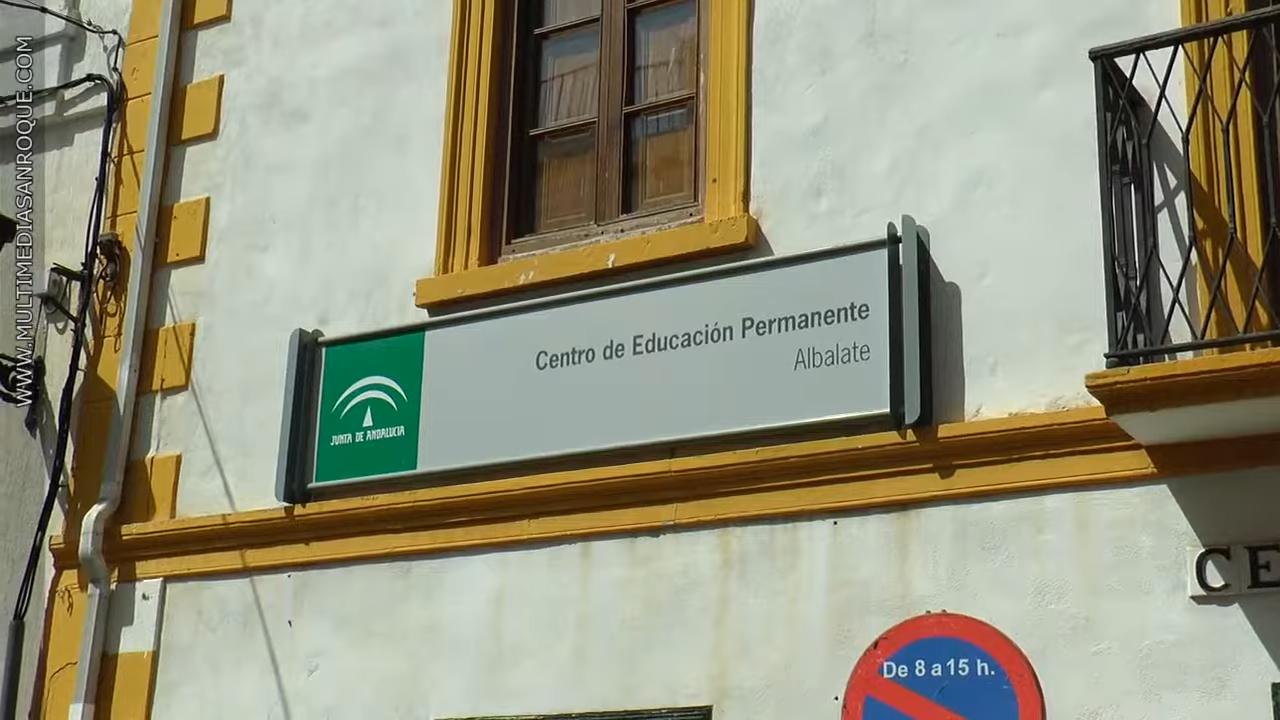 WWW.MULTIMEDIASANROQUE.COM
Centro de Educación Permanente
Albalate
JUNTA DE ANDALUCIA
CE
De 8 a 15 h.